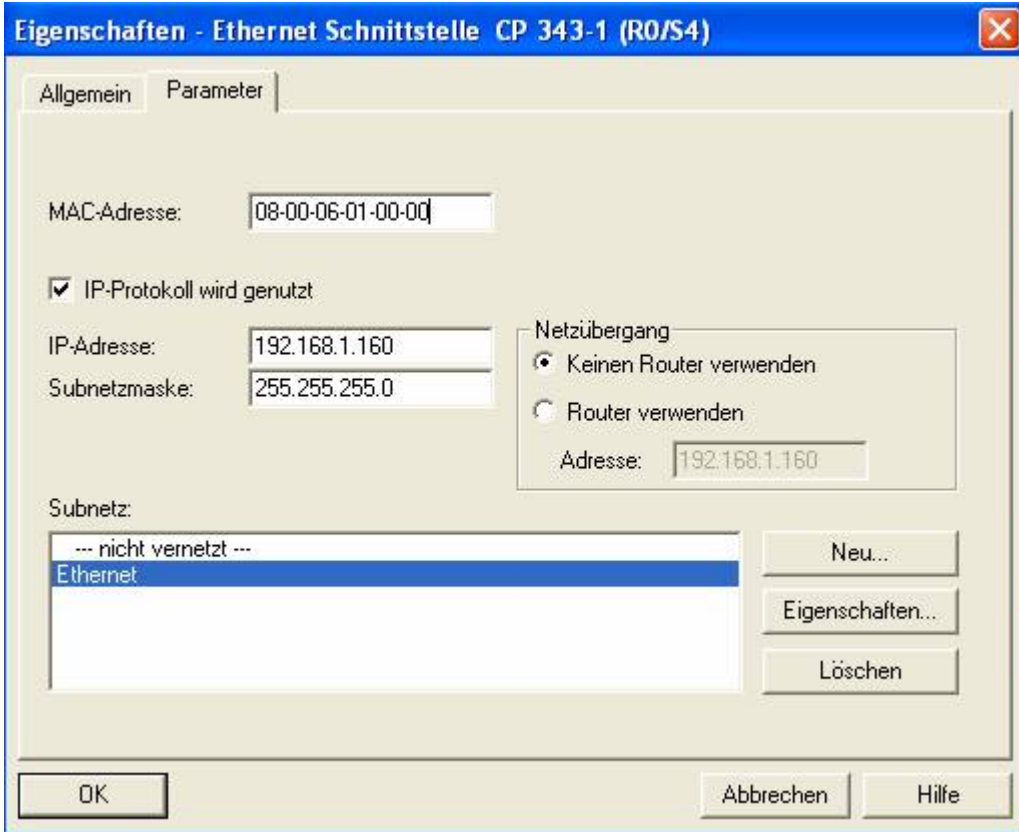 Eigenschaften - Ethernet Schnittstelle CP 343-1 (R0/S4)
Allgemein
Parameter
MAC-Adresse:
08-00-06-01-00-00
IP-Protokoll wird genutzt
IP-Adresse:
192.168.1.160
Subnetzmaske:
255.255.255.0
Netzübergang
Keinen Router verwenden
Router verwenden
Adresse:
192.168.1.160
Subnetz:
--- nicht vernetzt ---
Ethernet
Neu...
Eigenschaften...
Löschen
OK
Abbrechen
Hilfe